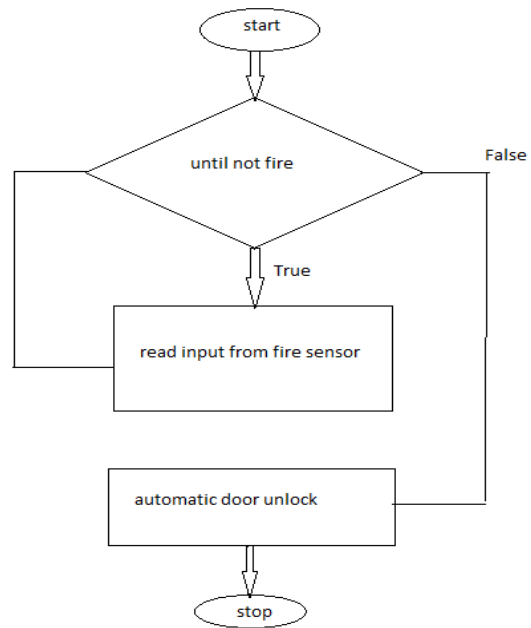 start
until not fire
False
True
read input from fire sensor
automatic door unlock
stop